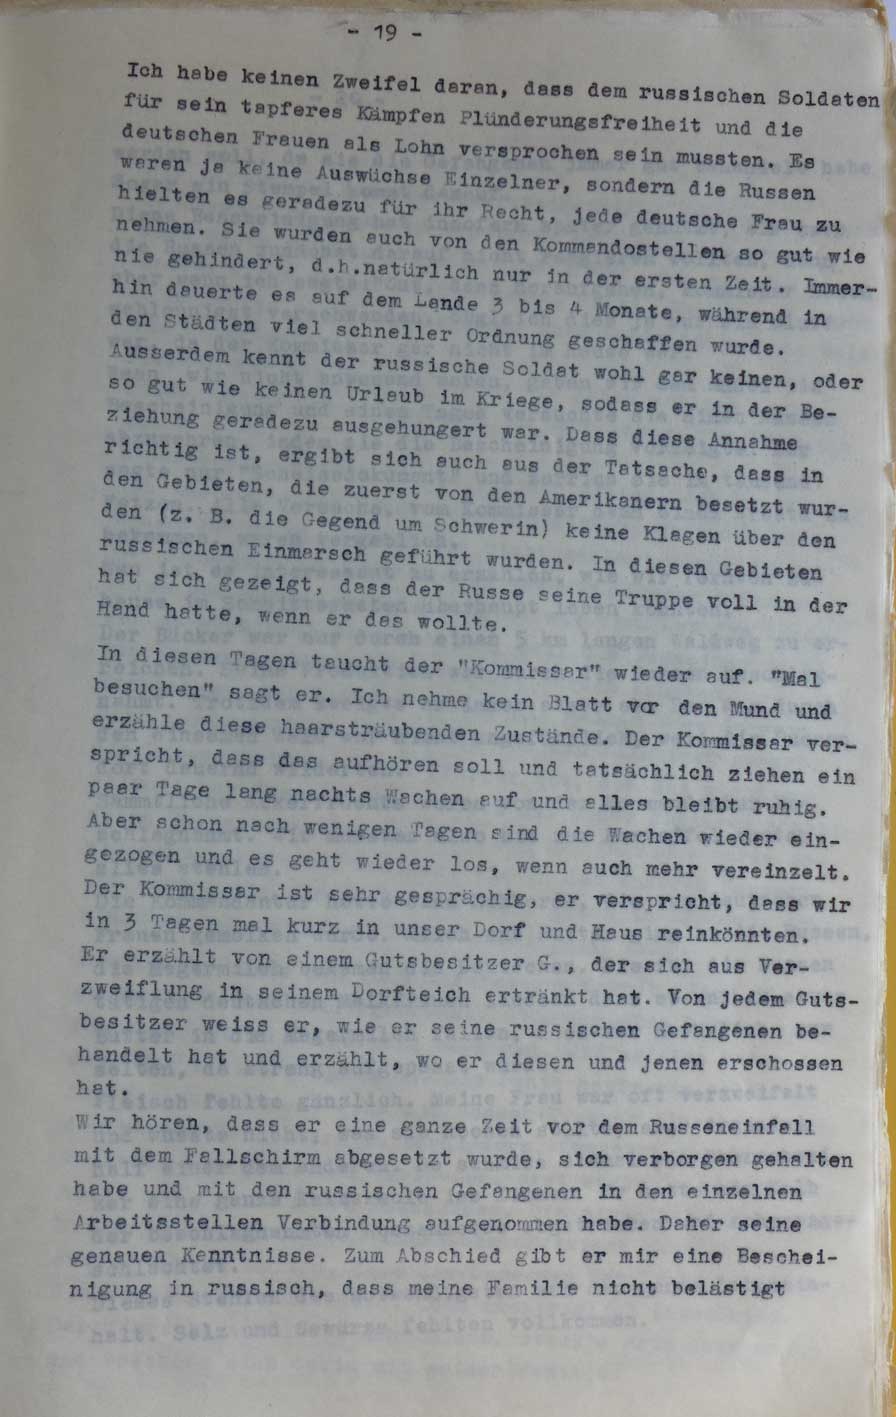 - 19 -
Ich habe keinen Zweifel daran, dass dem russischen Soldaten
für sein tapferes Kämpfen Plünderungsfreiheit und die
deutschen Frauen als Lohn versprochen sein mussten. Es
waren ja keine Auswüchse Einzelner, sondern die Russen
hielten es geradezu für ihr Recht, jede deutsche Frau zu
nehmen. Sie wurden auch von den Kommandostellen so gut wie
nie gehindert, d.h.natürlich nur in der ersten Zeit. Immer-
hin dauerte es auf dem Lande 3 bis 4 Monate, während in
den Städten viel schneller Ordnung geschaffen wurde.
Ausserdem kennt der russische Soldat wohl gar keinen, oder
so gut wie keinen Urlaub im Kriege, sodass er in der Be-
ziehung geradezu ausgehungert war. Dass diese Annahme
richtig ist, ergibt sich auch aus der Tatsache, dass in
den Gebieten, die zuerst von den Amerikanern besetzt wur-
den (z. B. die Gegend um Schwerin) keine Klagen über den
russischen Einmarsch geführt wurden. In diesen Gebieten
hat sich gezeigt, dass der Russe seine Truppe voll in der
Hand hatte, wenn er das wollte.
In diesen Tagen taucht der "Kommissar" wieder auf. "Mal
besuchen" sagt er. Ich nehme kein Blatt vor den Mund und
erzähle diese haarsträubenden Zustände. Der Kommissar ver-
spricht, dass das aufhören soll und tatsächlich ziehen ein
paar Tage lang nachts Wachen auf und alles bleibt ruhig.
Aber schon nach wenigen Tagen sind die Wachen wieder ein-
gezogen und es geht wieder los, wenn auch mehr vereinzelt.
Der Kommissar ist sehr gesprächig, er verspricht, dass wir
in 3 Tagen mal kurz in unser Dorf und Haus reinkönnten.
Er erzählt von einem Gutsbesitzer G., der sich aus Ver-
zweiflung in seinem Dorfteich ertränkt hat. Von jedem Guts-
besitzer weiss er, wie er seine russischen Gefangenen be-
handelt hat und erzählt, wo er diesen und jenen erschossen
hat.
Wir hören, dass er eine ganze Zeit vor dem Russeneinfall
mit dem Fallschirm abgesetzt wurde, sich verborgen gehalten
habe und mit den russischen Gefangenen in den einzelnen
Arbeitsstellen Verbindung aufgenommen habe. Daher seine
genauen Kenntnisse. Zum Abschied gibt er mir eine Beschei-
nigung in russisch, dass meine Familie nicht belästigt